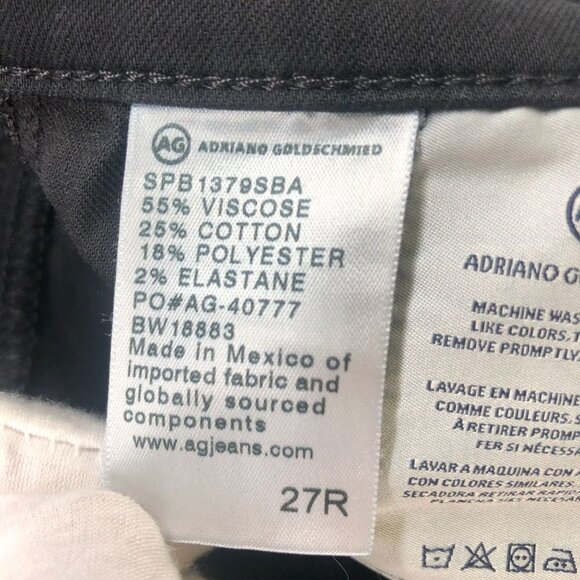 AG ADRIANO GOLDSCHMIED
SPB1379SBA
55% VISCOSE
25% COTTON
18% POLYESTER
2% ELASTANE
PO#AG-40777
BW18883
Made in Mexico of
imported fabric and
globally sourced
components
www.agjeans.com
27R
ADRIANO G
MACHINE WAS
LIKE COLORS, T
REMOVE PROMPTLY
LAVAGE EN MACHINE
COMME COULEURS, S
À RETIRER PROMP
FER SI NÉCESSA
LAVAR A MAQUINA CON
CON COLORES SIMILARES,
SECADORA RETIRAR RAPID
PLANCHA